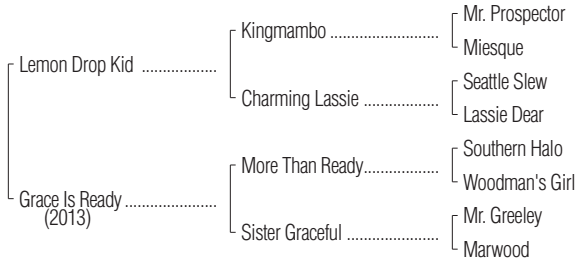 Mr. Prospector
Kingmambo ......................
Miesque
Lemon Drop Kid ...............
Seattle Slew
Charming Lassie ...............
Lassie Dear
Southern Halo
More Than Ready...............
Woodman's Girl
Grace Is Ready ..................
(2013)
Mr. Greeley
Sister Graceful ..................
Marwood